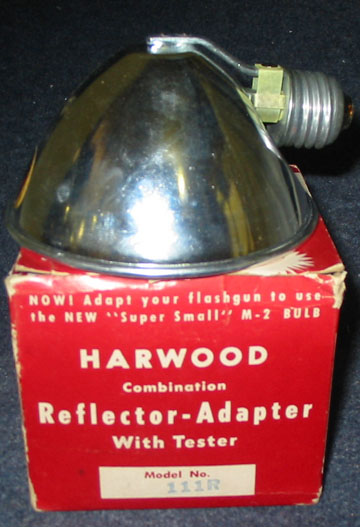 NOW! Adapt your flashgun to use
the NEW "Super Small" M-2 BULB
HARWOOD
Combination
Reflector-Adapter
With Tester
Model No.
111R